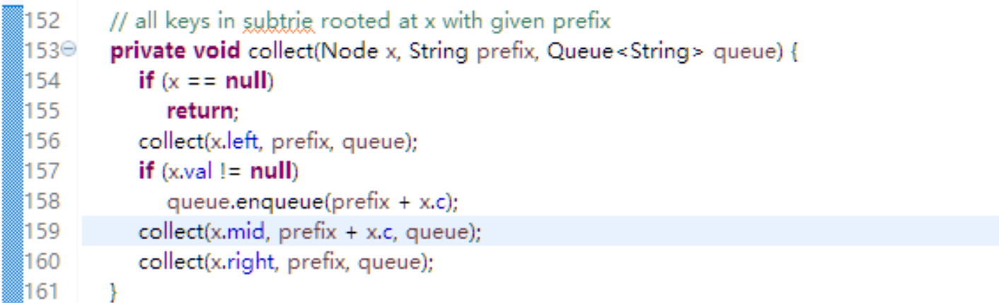 152 // all keys in subtrie rooted at x with given prefix
153 private void collect(Node x, String prefix, Queue<String> queue) {
154 if (x == null)
155 return;
156 collect(x.left, prefix, queue);
157 if (x.val != null)
158 queue.enqueue(prefix + x.c);
159 collect(x.mid, prefix + x.c, queue);
160 collect(x.right, prefix, queue);
161 }